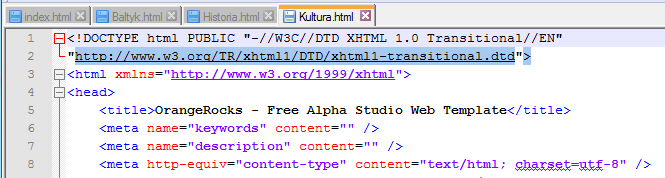 index.html Baltyk.html Historia.html Kultura.html
1 <!DOCTYPE html PUBLIC "-//W3C//DTD XHTML 1.0 Transitional//EN"
2 "http://www.w3.org/TR/xhtml1/DTD/xhtml1-transitional.dtd">
3 <html xmlns="http://www.w3.org/1999/xhtml">
4 <head>
5 <title>OrangeRocks - Free Alpha Studio Web Template</title>
6 <meta name="keywords" content="" />
7 <meta name="description" content="" />
8 <meta http-equiv="content-type" content="text/html; charset=utf-8" />